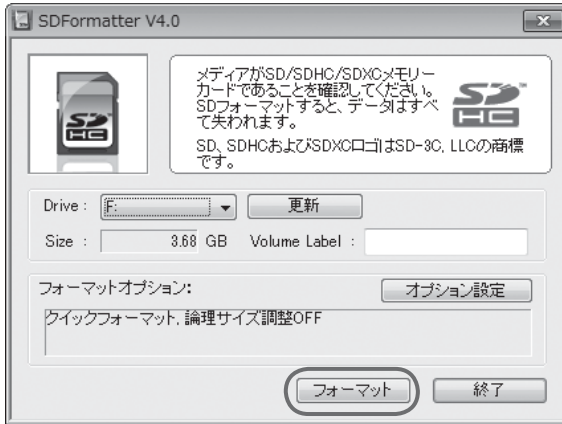 SDFormatter V4.0
メディアがSD/SDHC/SDXCメモリー
カードであることを確認してください。
SDフォーマットすると、データはすべ
て失われます。
SD、SDHCおよびSDXCロゴはSD-3C, LLCの商標
です。
SD
HC
SD
HC
Drive : F: 更新
Size : 3.68 GB Volume Label :
フォーマットオプション: オプション設定
クイックフォーマット, 論理サイズ調整OFF
フォーマット 終了